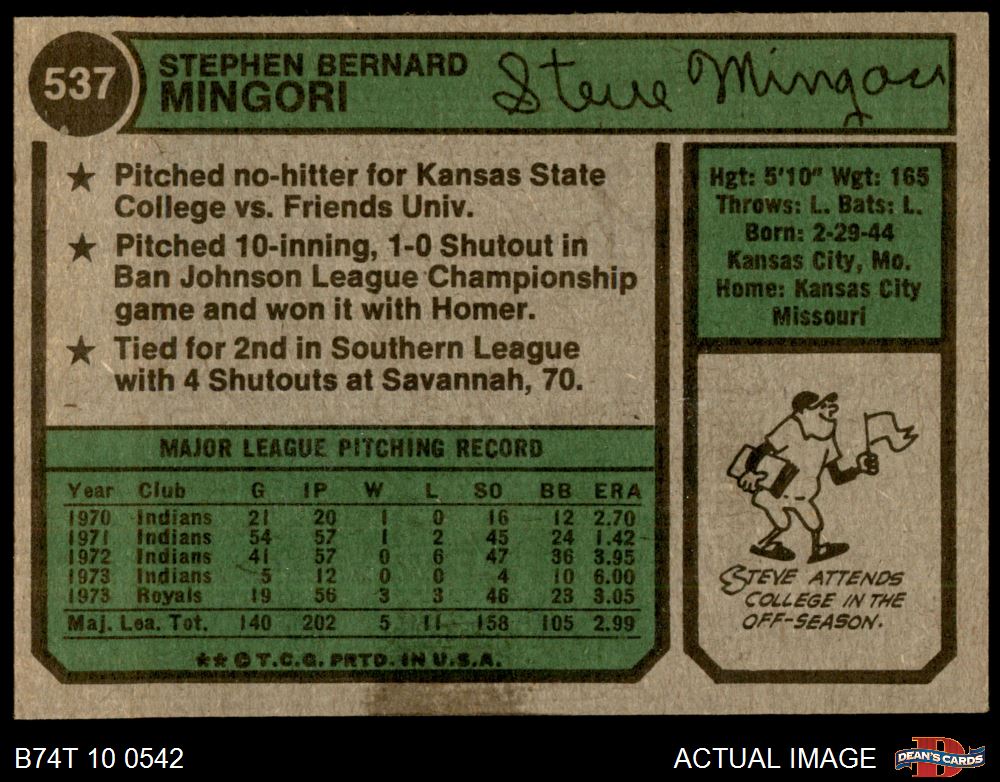 537
STEPHEN BERNARD
MINGORI
Steve Mingori
★ Pitched no-hitter for Kansas State
College vs. Friends Univ.
★ Pitched 10-inning, 1-0 Shutout in
Ban Johnson League Championship
game and won it with Homer.
★ Tied for 2nd in Southern League
with 4 Shutouts at Savannah, 70.
Hgt: 5'10" Wgt: 165
Throws: L. Bats: L.
Born: 2-29-44
Kansas City, Mo.
Home: Kansas City
Missouri
MAJOR LEAGUE PITCHING RECORD
Year Club G IP W L SO BB ERA
1970 Indians 21 20 1 0 16 12 2.70
1971 Indians 54 57 1 2 45 24 1.42
1972 Indians 41 57 0 6 47 36 3.95
1973 Indians 5 12 0 0 4 10 6.00
1973 Royals 19 56 3 3 46 23 3.05
Maj. Lea. Tot. 140 202 5 11 158 105 2.99
★★ © T.C.G. PRTD. IN U.S.A.
STEVE ATTENDS
COLLEGE IN THE
OFF-SEASON.
B74T 10 0542
ACTUAL IMAGE
D
DEAN'S CARDS